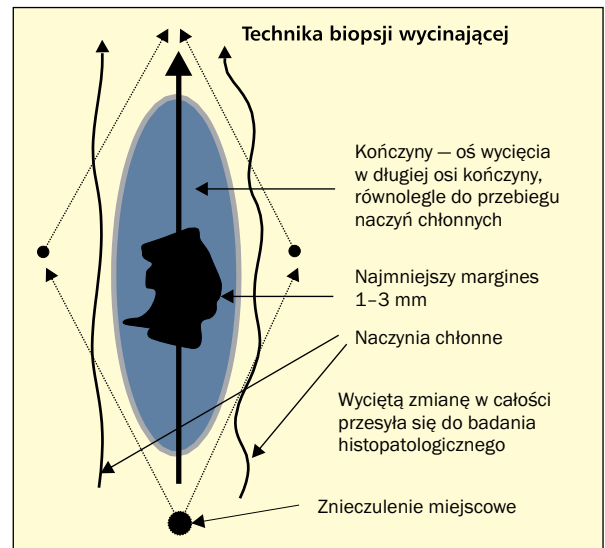 Technika biopsji wycinającej
Kończyny — oś wycięcia
w długiej osi kończyny,
równolegle do przebiegu
naczyń chłonnych
Najmniejszy margines
1–3 mm
Naczynia chłonne
Wyciętą zmianę w całości
przesyła się do badania
histopatologicznego
Znieczulenie miejscowe